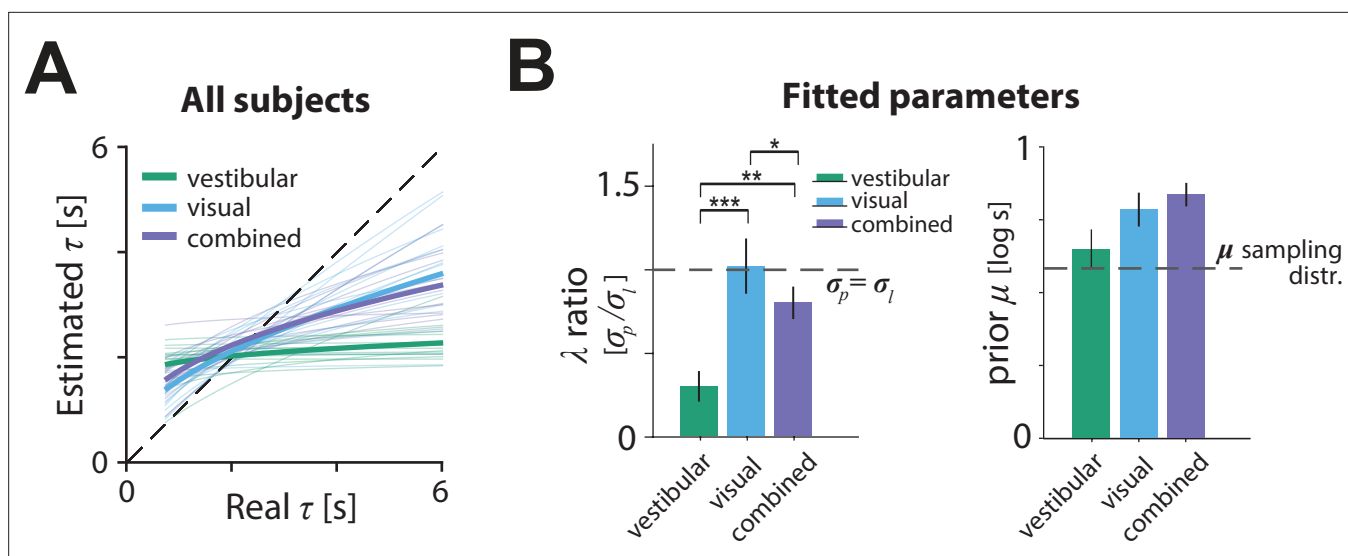 A
All subjects
6
vestibular
visual
combined
Estimated τ [s]
0
0
6
Real τ [s]
B
Fitted parameters
*
**
***
1.5
vestibular
visual
combined
σp = σl
λ ratio
[σp/σl]
0
vestibular
visual
combined
1
prior μ [log s]
μ sampling
distr.
0
vestibular
visual
combined